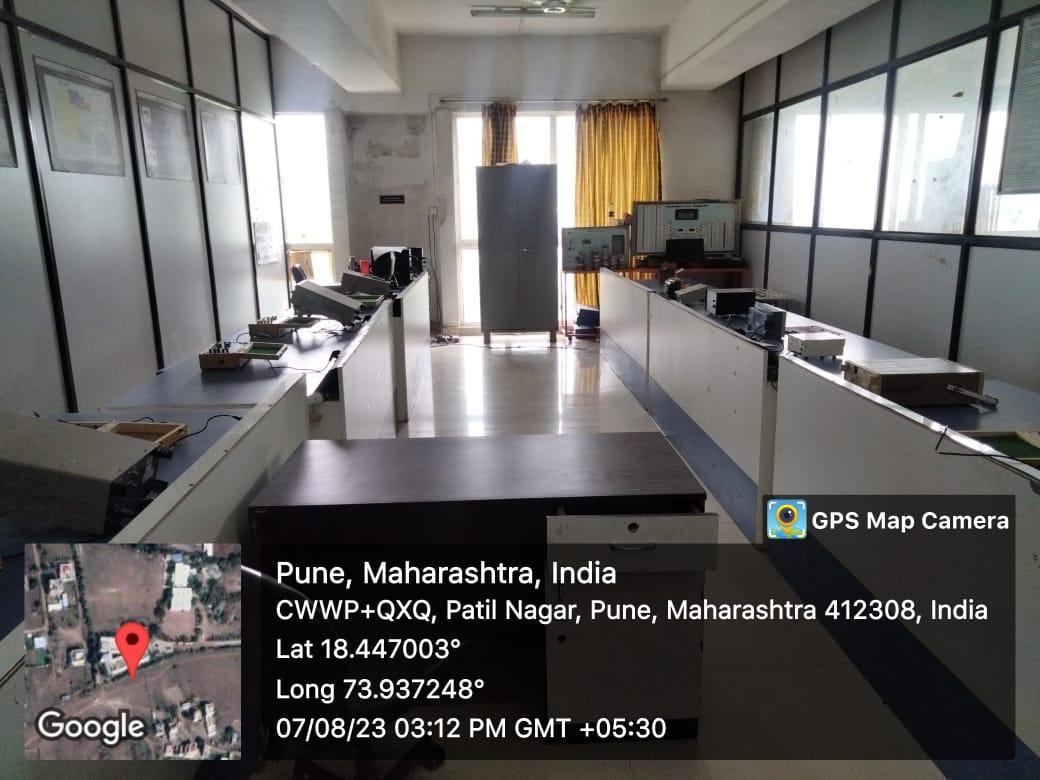 GPS Map Camera
Pune, Maharashtra, India
CWWP+QXQ, Patil Nagar, Pune, Maharashtra 412308, India
Lat 18.447003°
Long 73.937248°
07/08/23 03:12 PM GMT +05:30
Google